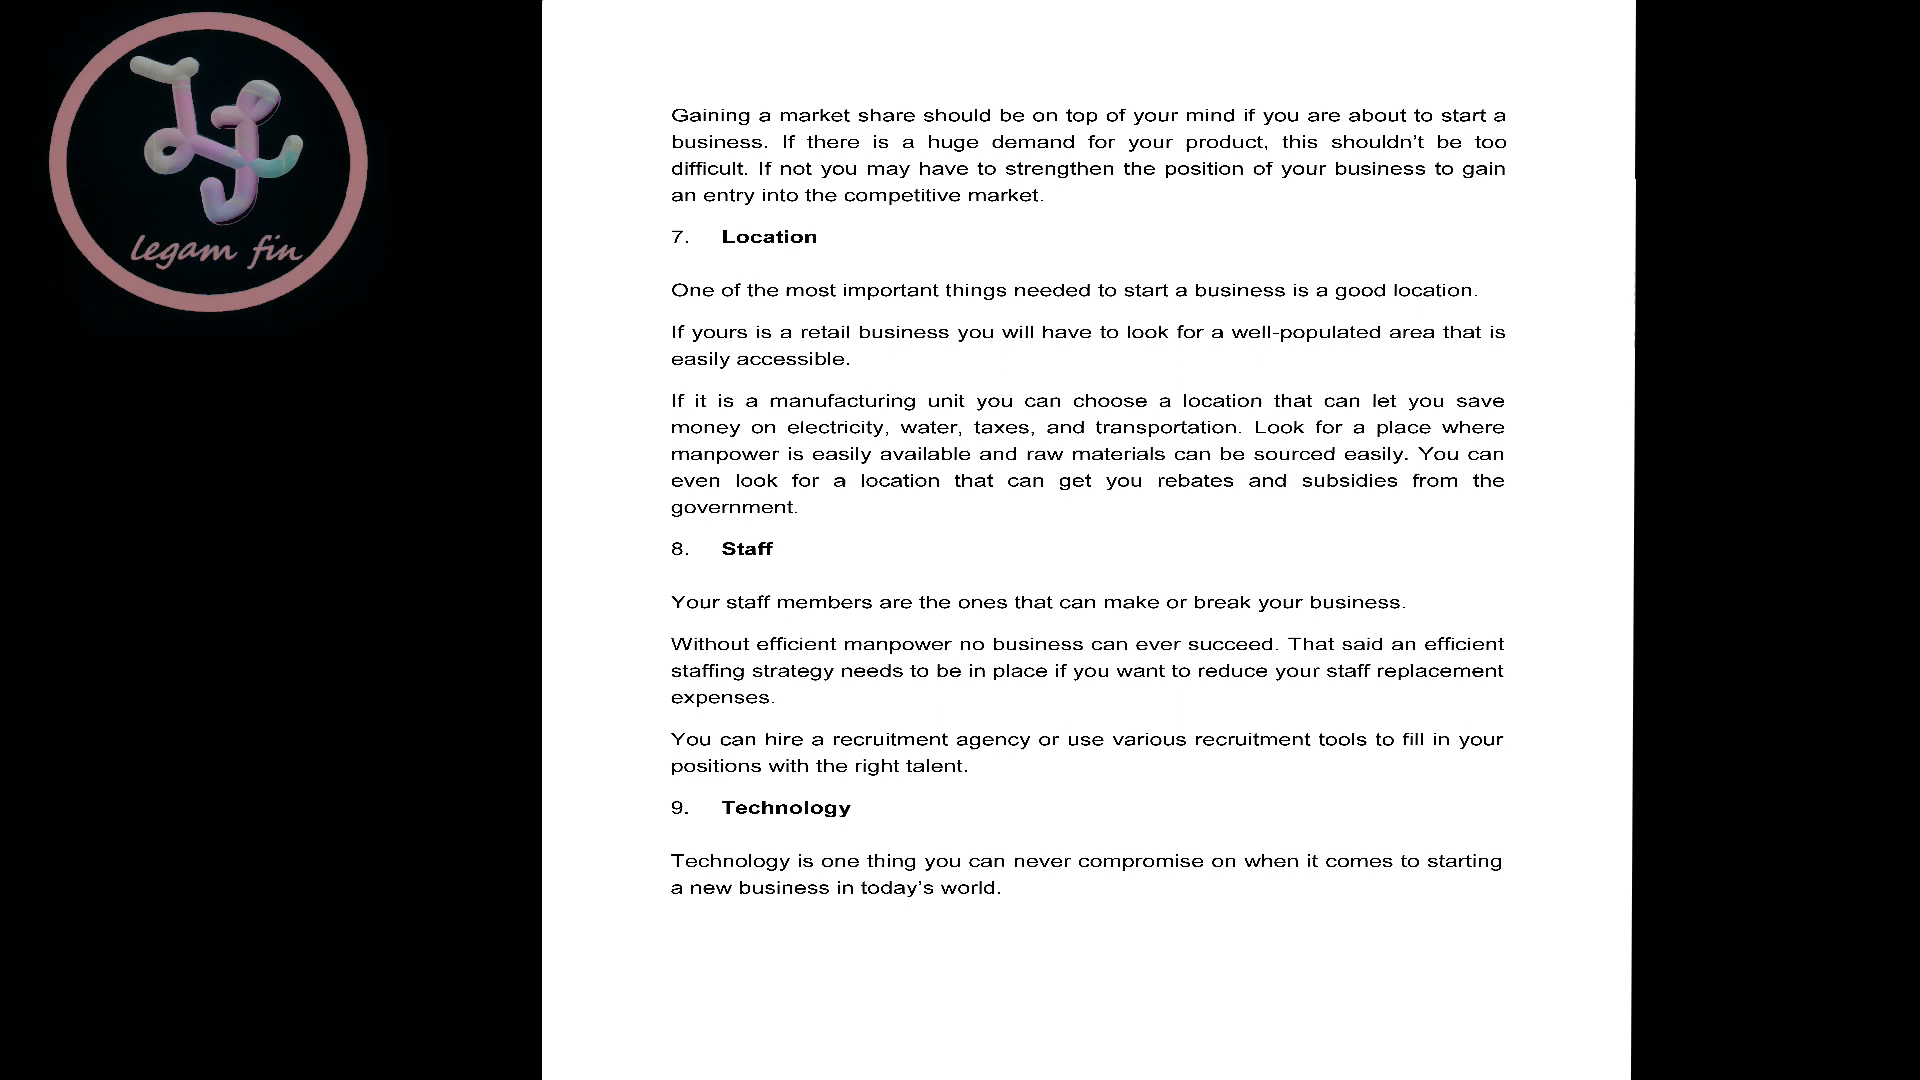 legam fin
Gaining a market share should be on top of your mind if you are about to start a
business. If there is a huge demand for your product, this shouldn’t be too
difficult. If not you may have to strengthen the position of your business to gain
an entry into the competitive market.
7. Location
One of the most important things needed to start a business is a good location.
If yours is a retail business you will have to look for a well-populated area that is
easily accessible.
If it is a manufacturing unit you can choose a location that can let you save
money on electricity, water, taxes, and transportation. Look for a place where
manpower is easily available and raw materials can be sourced easily. You can
even look for a location that can get you rebates and subsidies from the
government.
8. Staff
Your staff members are the ones that can make or break your business.
Without efficient manpower no business can ever succeed. That said an efficient
staffing strategy needs to be in place if you want to reduce your staff replacement
expenses.
You can hire a recruitment agency or use various recruitment tools to fill in your
positions with the right talent.
9. Technology
Technology is one thing you can never compromise on when it comes to starting
a new business in today’s world.